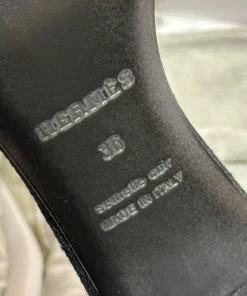 HERMÈS
36
semelle cuir
MADE IN ITALY